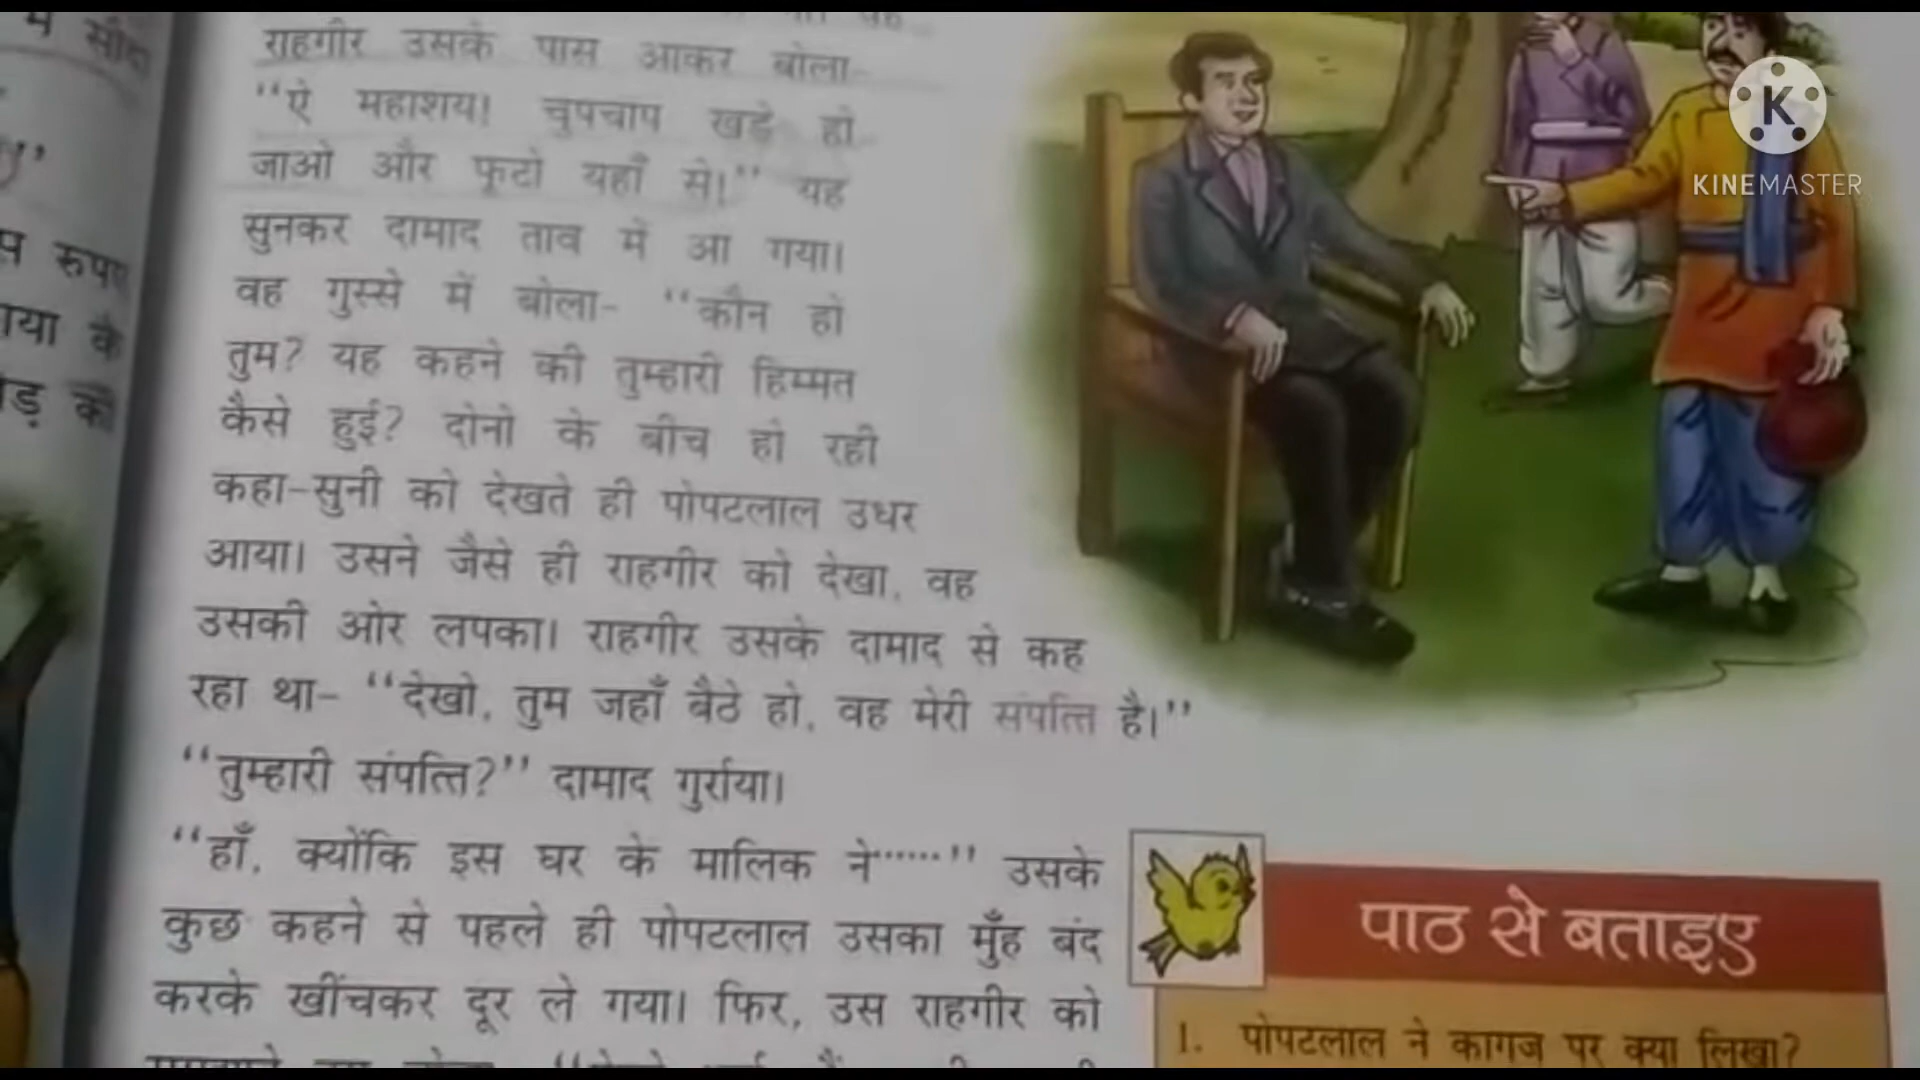 में सौदा
राहगीर उसके पास आकर बोला-
“ऐ महाशय! चुपचाप खड़े हो
जाओ और फूटो यहाँ से!” यह
सुनकर दामाद ताव में आ गया।
वह गुस्से में बोला- “कौन हो
तुम? यह कहने की तुम्हारी हिम्मत
कैसे हुई? दोनो के बीच हो रही
कहा-सुनी को देखते ही पोपटलाल उधर
आया। उसने जैसे ही राहगीर को देखा, वह
उसकी ओर लपका। राहगीर उसके दामाद से कह
रहा था- “देखो, तुम जहाँ बैठे हो, वह मेरी संपत्ति है।”
“तुम्हारी संपत्ति?” दामाद गुर्राया।
“हाँ, क्योंकि इस घर के मालिक ने......” उसके
कुछ कहने से पहले ही पोपटलाल उसका मुँह बंद
करके खींचकर दूर ले गया। फिर, उस राहगीर को
पाठ से बताइए
1. पोपटलाल ने कागज पर क्या लिखा?
K
KINEMASTER